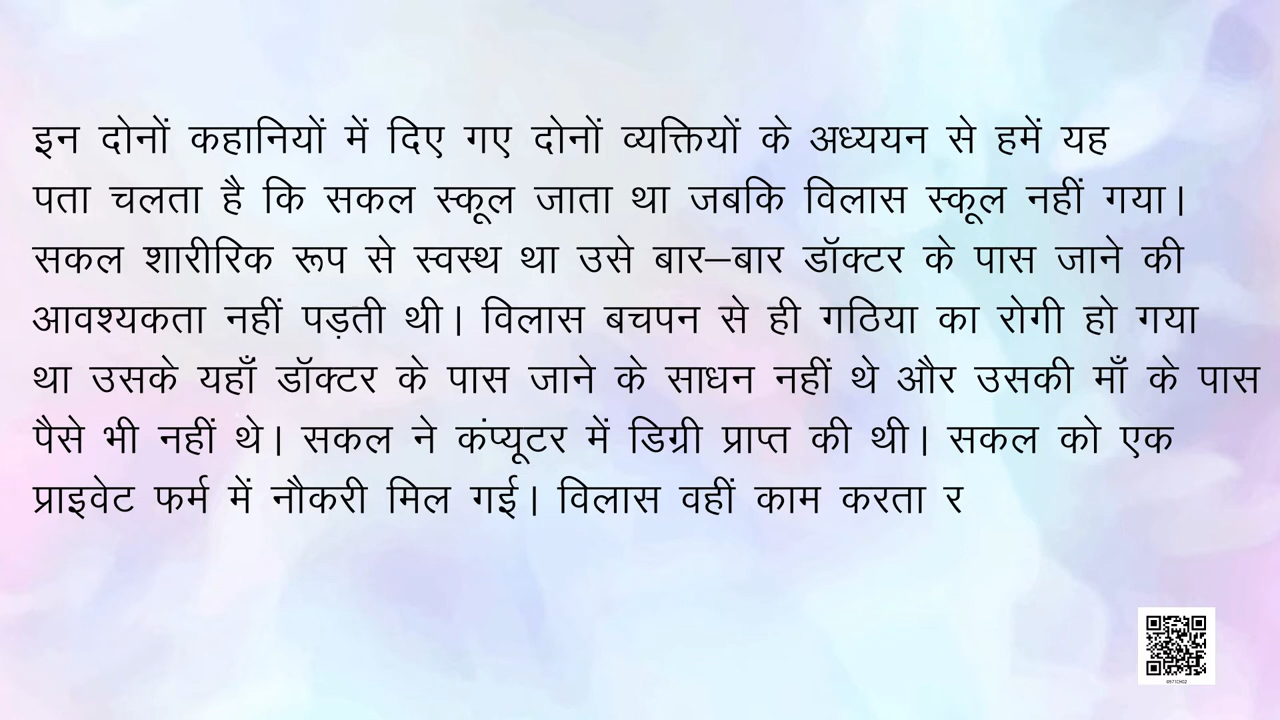 इन दोनों कहानियों में दिए गए दोनों व्यक्तियों के अध्ययन से हमें यह
पता चलता है कि सकल स्कूल जाता था जबकि विलास स्कूल नहीं गया।
सकल शारीरिक रूप से स्वस्थ था उसे बार–बार डॉक्टर के पास जाने की
आवश्यकता नहीं पड़ती थी। विलास बचपन से ही गठिया का रोगी हो गया
था उसके यहाँ डॉक्टर के पास जाने के साधन नहीं थे और उसकी माँ के पास
पैसे भी नहीं थे। सकल ने कंप्यूटर में डिग्री प्राप्त की थी। सकल को एक
प्राइवेट फर्म में नौकरी मिल गई। विलास वहीं काम करता र